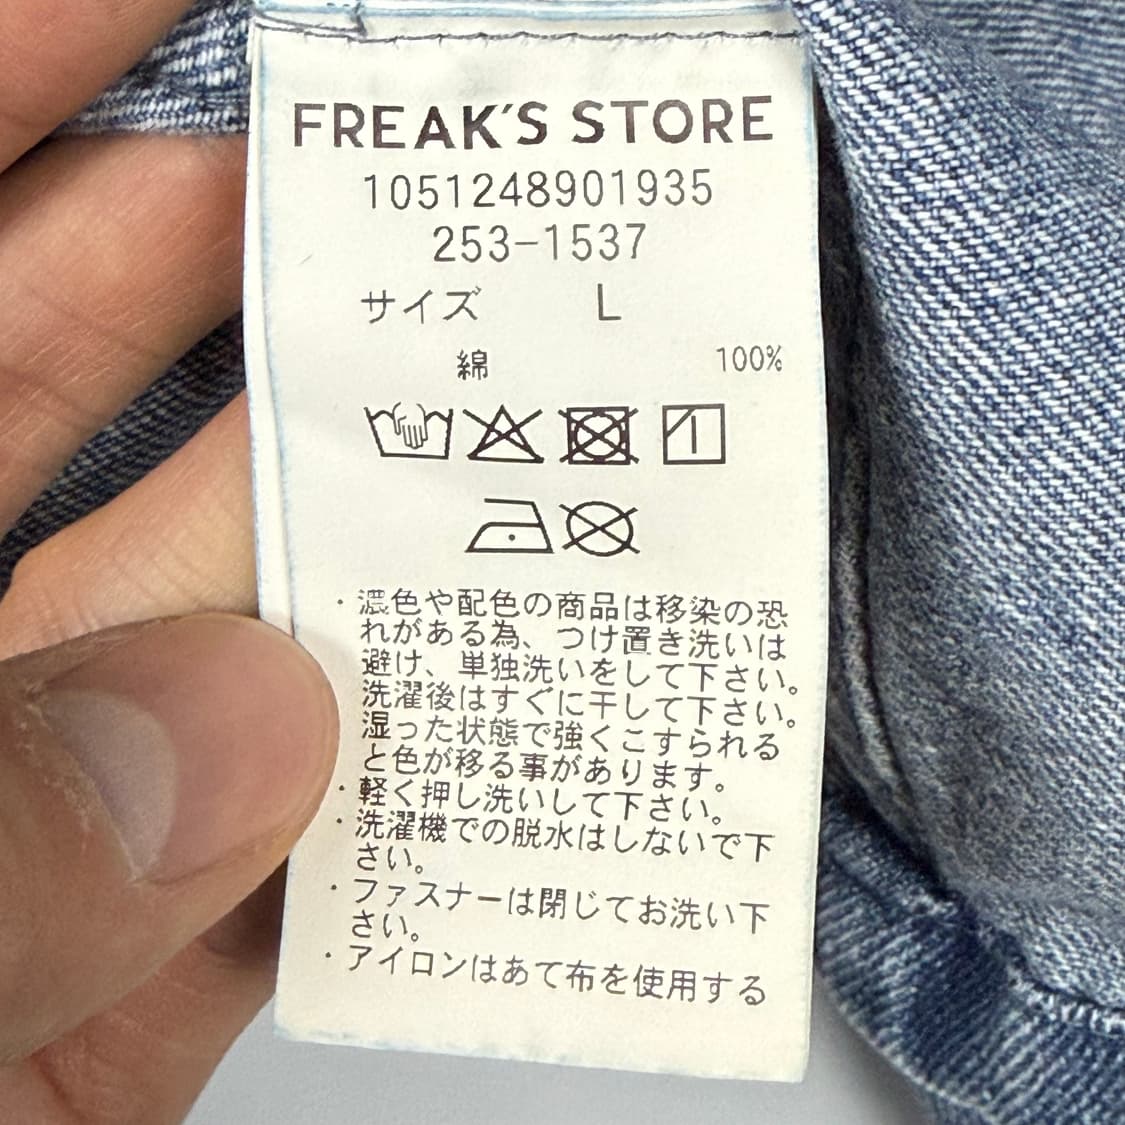 FREAK'S STORE
1051248901935
253-1537
サイズ L
綿 100%
・濃色や配色の商品は移染の恐
れがある為、つけ置き洗いは
避け、単独洗いをして下さい。
洗濯後はすぐに干して下さい。
湿った状態で強くこすられる
と色が移る事があります。
・軽く押し洗いして下さい。
・洗濯機での脱水はしないで下
さい。
・ファスナーは閉じてお洗い下
さい。
・アイロンはあて布を使用する